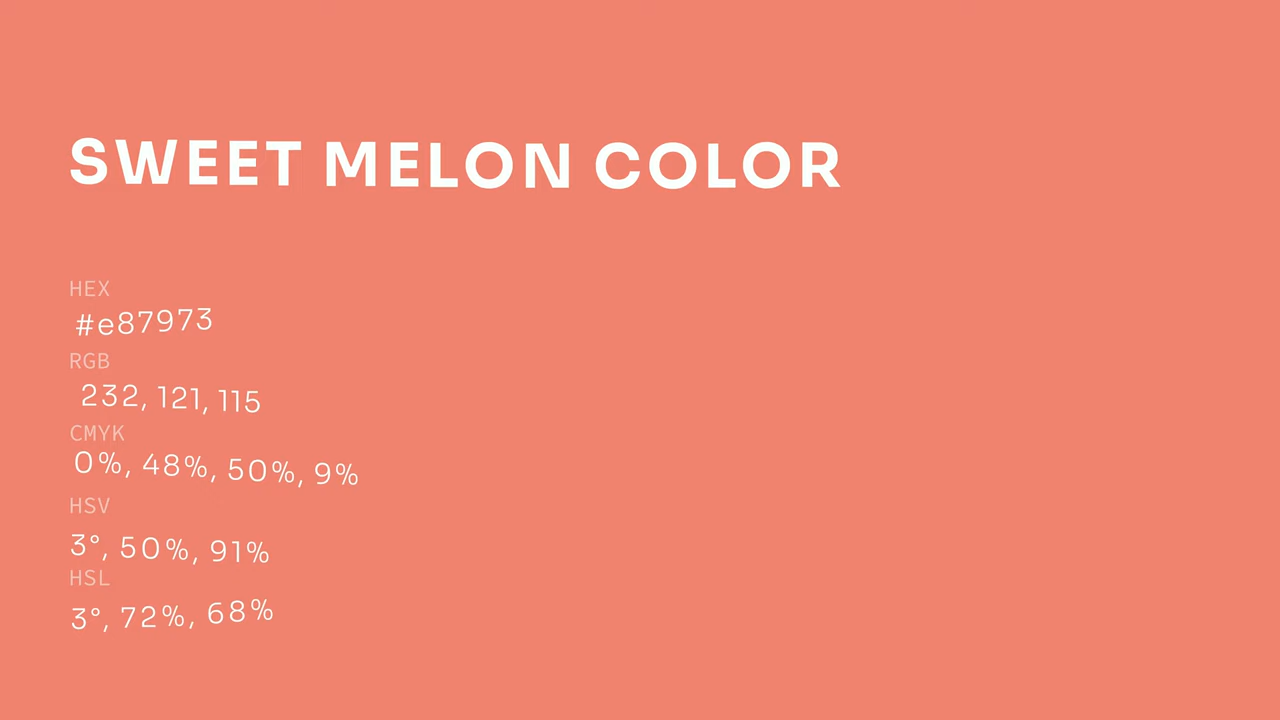 SWEET MELON COLOR
HEX
#e87973
RGB
232, 121, 115
CMYK
0%, 48%, 50%, 9%
HSV
3°, 50%, 91%
HSL
3°, 72%, 68%